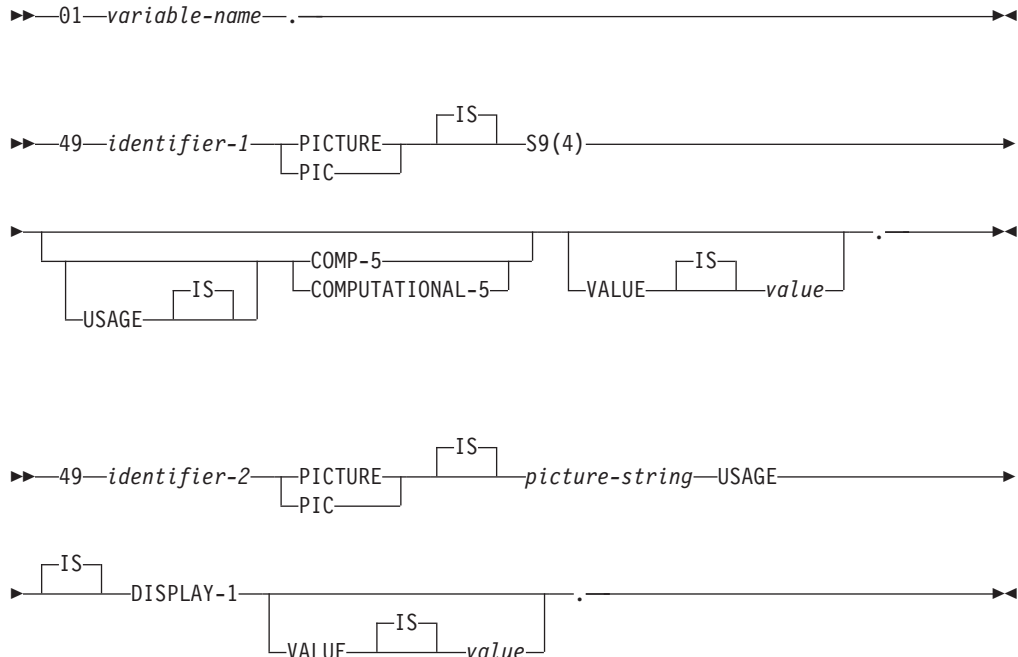 01 variable-name .
IS
49 identifier-1 PICTURE S9(4)
PIC
COMP-5 .
IS COMPUTATIONAL-5 IS
USAGE VALUE value
IS
49 identifier-2 PICTURE picture-string USAGE
PIC
IS
DISPLAY-1 .
IS
VALUE value